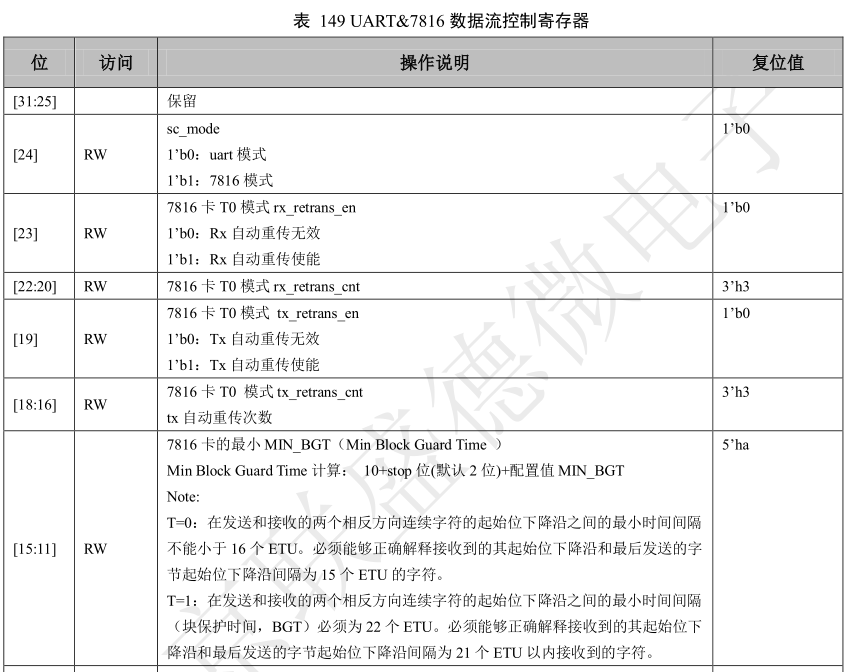 表 149 UART&7816 数据流控制寄存器
位 访问 操作说明 复位值
[31:25] 保留
sc_mode 1’b0
[24] RW 1’b0：uart 模式
1’b1：7816 模式
7816 卡 T0 模式 rx_retrans_en 1’b0
[23] RW 1’b0：Rx 自动重传无效
1’b1：Rx 自动重传使能
[22:20] RW 7816 卡 T0 模式 rx_retrans_cnt 3’h3
7816 卡 T0 模式 tx_retrans_en 1’b0
[19] RW 1’b0：Tx 自动重传无效
1’b1：Tx 自动重传使能
[18:16] RW 7816 卡 T0 模式 tx_retrans_cnt 3’h3
tx 自动重传次数
7816 卡的最小 MIN_BGT（Min Block Guard Time ） 5’ha
Min Block Guard Time 计算： 10+stop 位(默认 2 位)+配置值 MIN_BGT
Note:
T=0：在发送和接收的两个相反方向连续字符的起始位下降沿之间的最小时间间隔
[15:11] RW 不能小于 16 个 ETU。必须能够正确解释接收到的其起始位下降沿和最后发送的字
节起始位下降沿间隔为 15 个 ETU 的字符。
T=1：在发送和接收的两个相反方向连续字符的起始位下降沿之间的最小时间间隔
（块保护时间，BGT）必须为 22 个 ETU。必须能够正确解释接收到的其起始位下
降沿和最后发送的字节起始位下降沿间隔为 21 个 ETU 以内接收到的字符。
京联盛德微电子